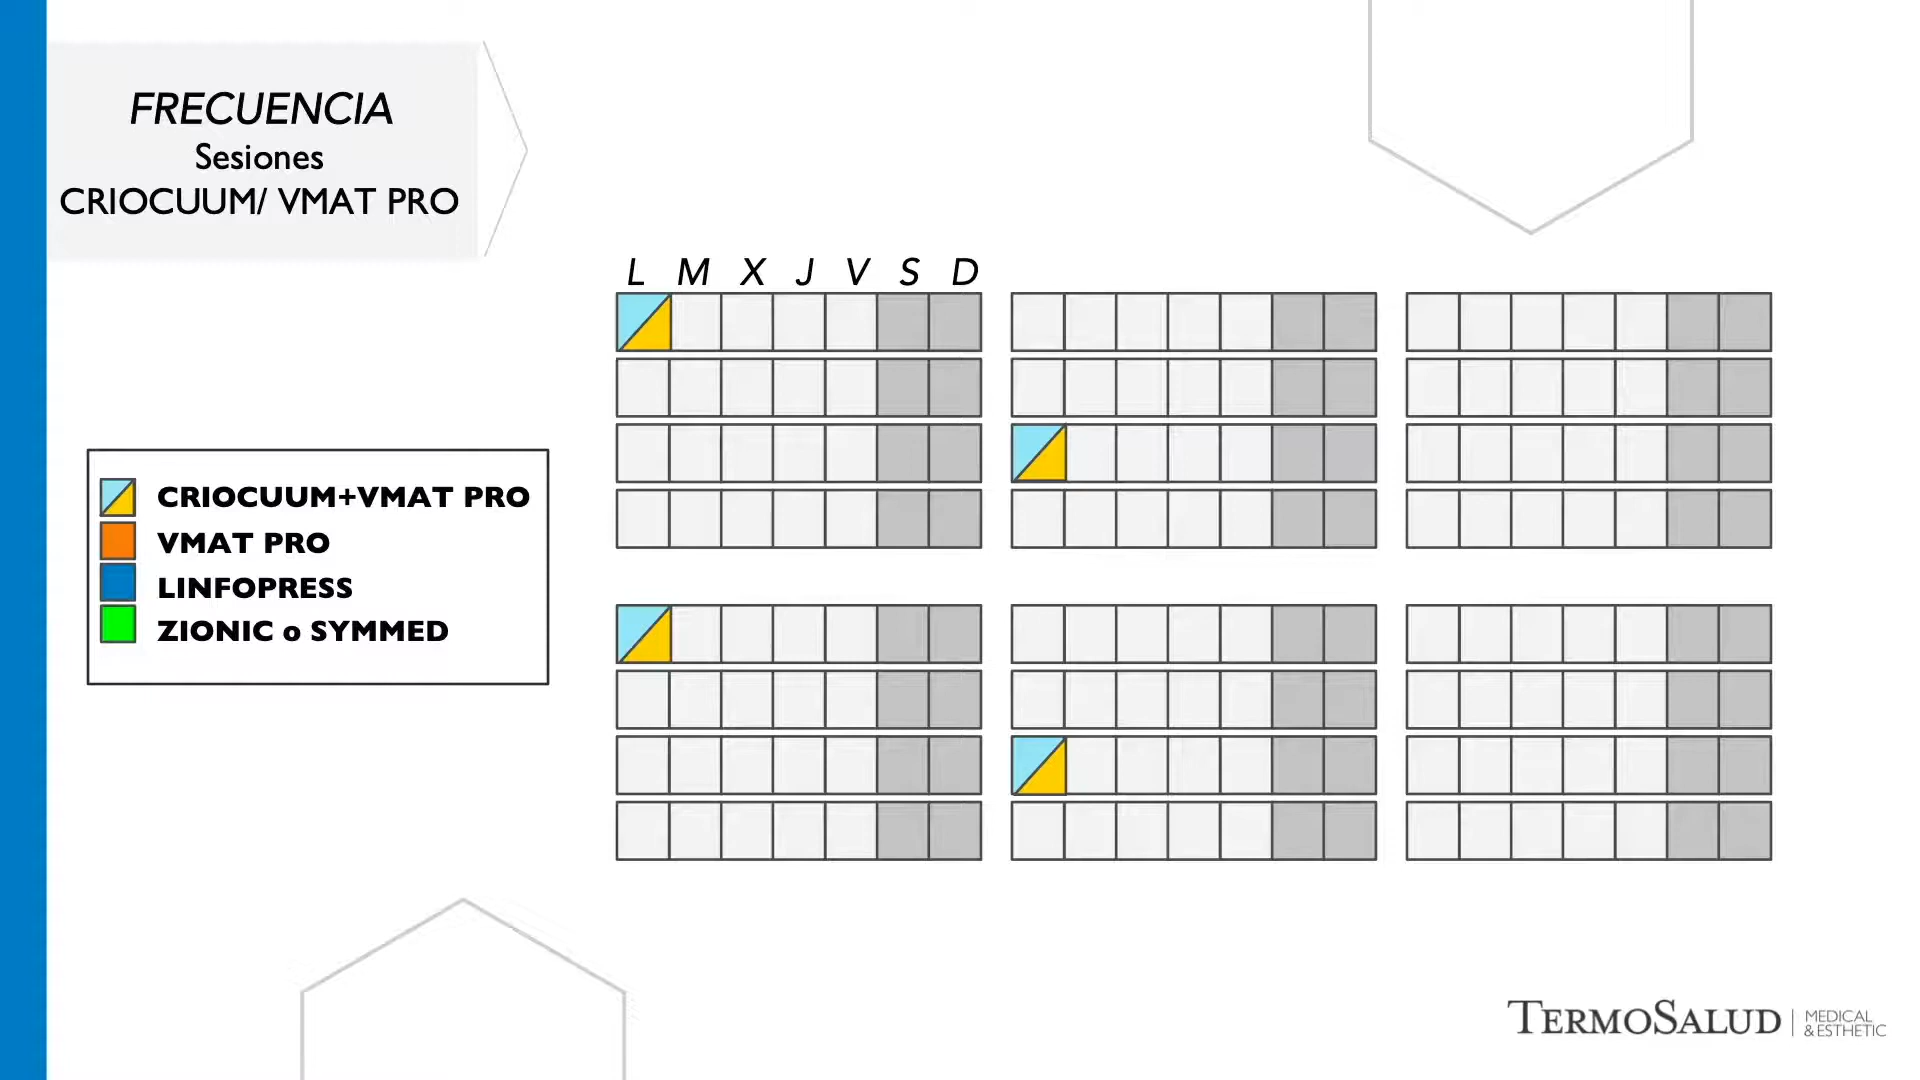 FRECUENCIA
Sesiones
CRIOCUUM/ VMAT PRO
L M X J V S D
CRIOCUUM+VMAT PRO
VMAT PRO
LINFOPRESS
ZIONIC o SYMMED
TERMOSALUD
MEDICAL
&ESTHETIC